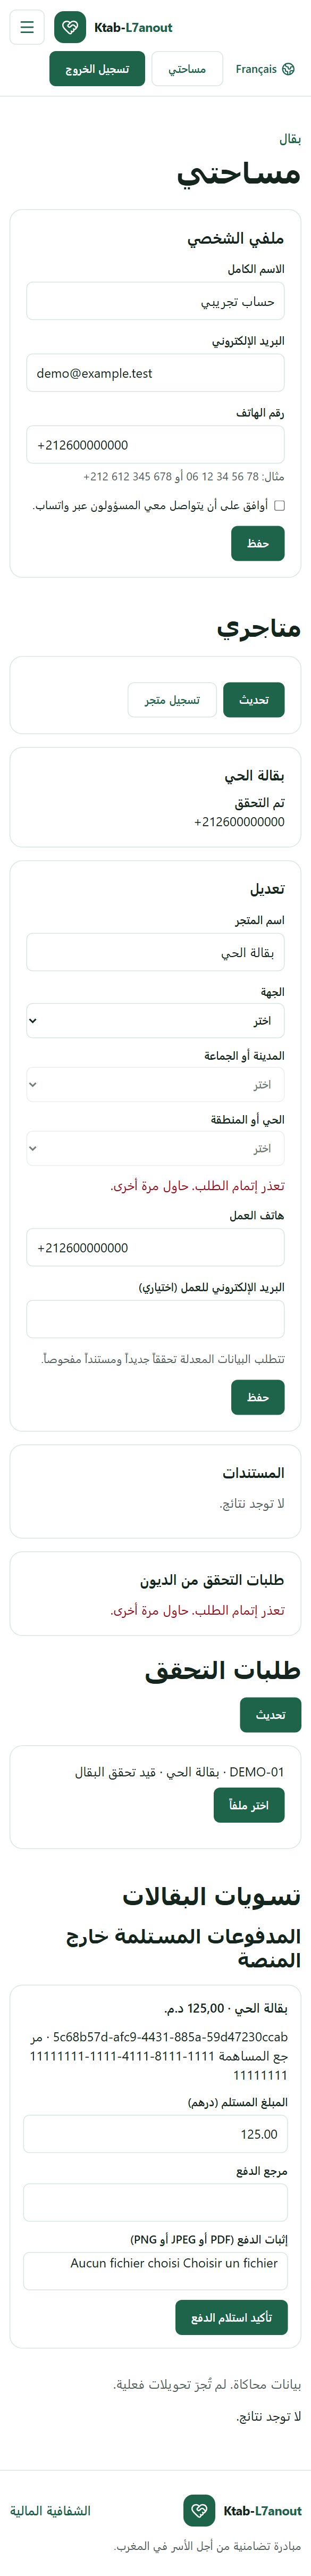 Ktab-L7anout
Français
مساحتي
تسجيل الخروج
بقال
مساحتي
ملفي الشخصي
الاسم الكامل
حساب تجريبي
البريد الإلكتروني
demo@example.test
رقم الهاتف
+212600000000
مثال: 78 56 34 12 06 أو 678 345 612 212+
أوافق على أن يتواصل معي المسؤولون عبر واتساب.
حفظ
متاجري
تحديث
تسجيل متجر
بقالة الحي
تم التحقق
+212600000000
تعديل
اسم المتجر
بقالة الحي
الجهة
اختر
المدينة أو الجماعة
اختر
الحي أو المنطقة
اختر
تعذر إتمام الطلب. حاول مرة أخرى.
هاتف العمل
+212600000000
البريد الإلكتروني للعمل (اختياري)
تتطلب البيانات المعدلة تحققاً جديداً ومستنداً مفحوصاً.
حفظ
المستندات
لا توجد نتائج.
طلبات التحقق من الديون
تعذر إتمام الطلب. حاول مرة أخرى.
طلبات التحقق
تحديث
DEMO-01 · بقالة الحي · قيد تحقق البقال
اختر ملفاً
تسويات البقالات
المدفوعات المستلمة خارج
المنصة
بقالة الحي · 125,00 د.م.
5c68b57d-afc9-4431-885a-59d47230ccab · مر
جع المساهمة 11111111-1111-4111-8111-1111
11111111
المبلغ المستلم (درهم)
125.00
مرجع الدفع
إثبات الدفع (PDF أو JPEG أو PNG)
Aucun fichier choisi Choisir un fichier
تأكيد استلام الدفع
بيانات محاكاة. لم تُجرَ تحويلات فعلية.
لا توجد نتائج.
Ktab-L7anout
الشفافية المالية
مبادرة تضامنية من أجل الأسر في المغرب.